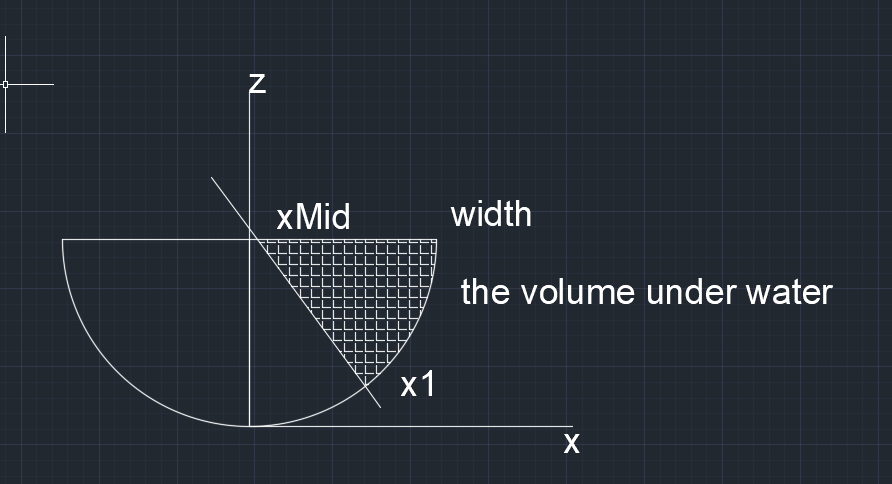 z
xMid
width
the volume under water
x1
x